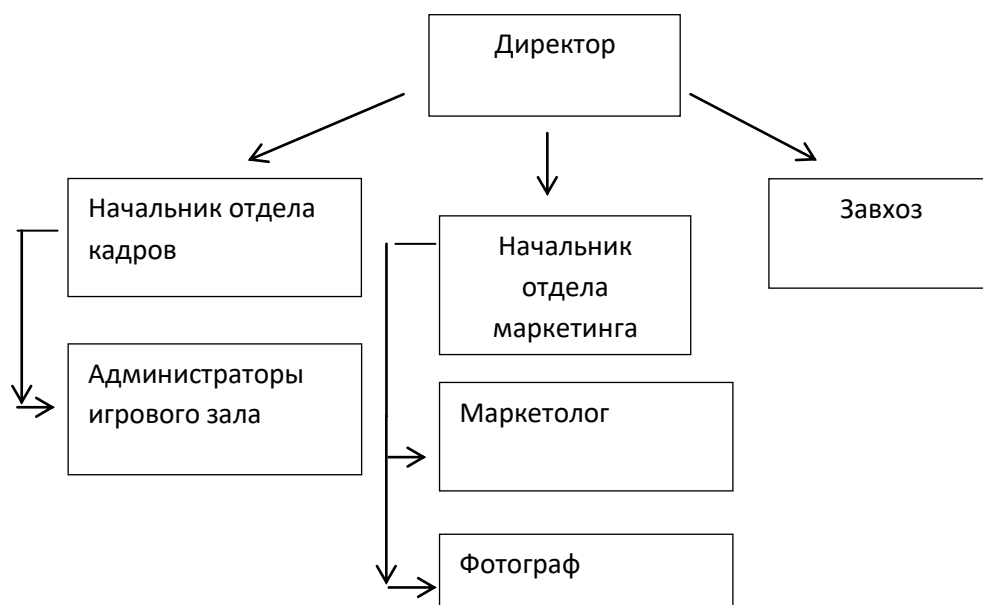 Директор
Начальник отдела
кадров
Начальник
отдела
маркетинга
Завхоз
Администраторы
игрового зала
Маркетолог
Фотограф